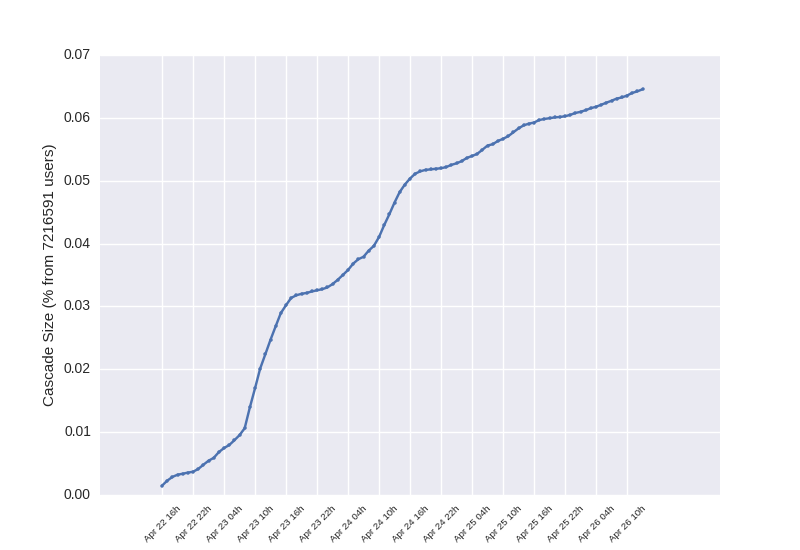 0.07
0.06
0.05
0.04
0.03
0.02
0.01
0.00
Cascade Size (% from 7216591 users)
Apr 22 16h
Apr 22 22h
Apr 23 04h
Apr 23 10h
Apr 23 16h
Apr 23 22h
Apr 24 04h
Apr 24 10h
Apr 24 16h
Apr 24 22h
Apr 25 04h
Apr 25 10h
Apr 25 16h
Apr 25 22h
Apr 26 04h
Apr 26 10h